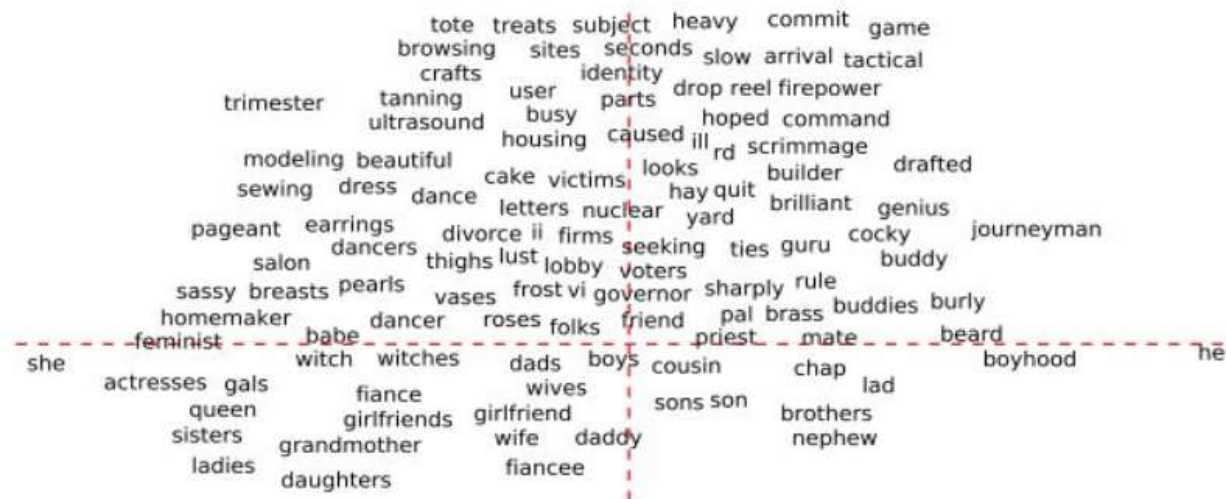 tote treats subject heavy commit game
browsing sites seconds slow arrival tactical
crafts identity drop reel firepower
trimester tanning user parts
ultrasound busy hoped command
housing caused ill rd scrimmage
modeling beautiful looks builder drafted
sewing dress dance cake victims hay quit
letters nuclear yard brilliant genius
pageant earrings divorce ii firms cocky journeyman
dancers seeking ties guru buddy
salon thighs lust lobby voters
sassy breasts pearls vases frost vi governor sharply rule
homemaker dancer roses folks friend pal brass buddies burly
feminist babe priest mate beard
she witch witches dads boys cousin chap boyhood he
actresses gals fiance wives lad
queen girlfriends girlfriend sons son brothers
sisters grandmother wife daddy nephew
ladies daughters fiancee